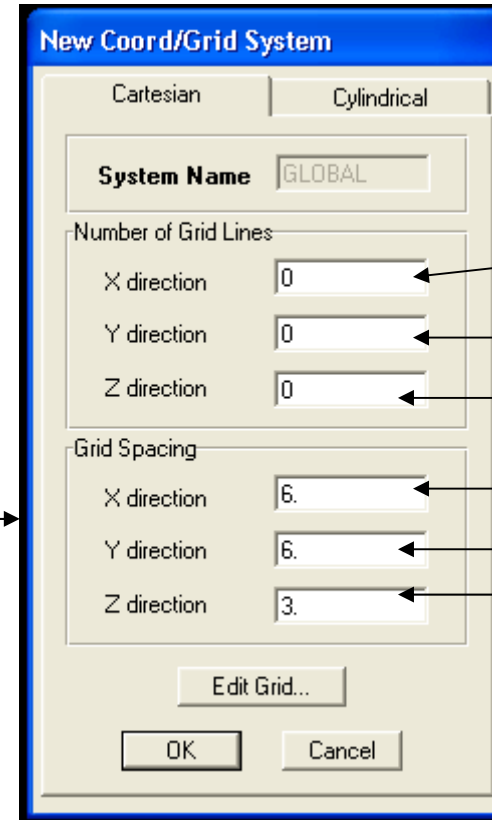 New Coord/Grid System
Cartesian Cylindrical
System Name GLOBAL
Number of Grid Lines
X direction 0
Y direction 0
Z direction 0
Grid Spacing
X direction 6.
Y direction 6.
Z direction 3.
Edit Grid...
OK Cancel